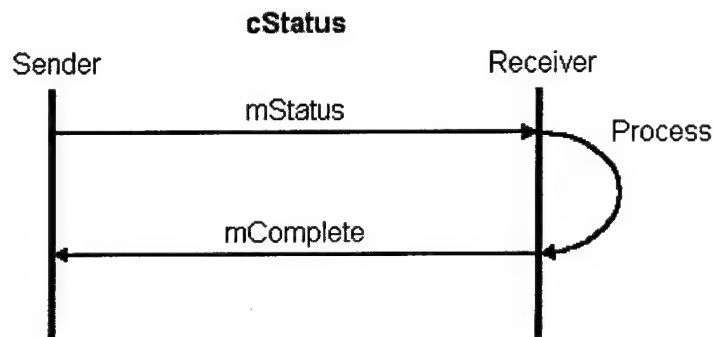 cStatus
Sender
Receiver
mStatus
Process
mComplete